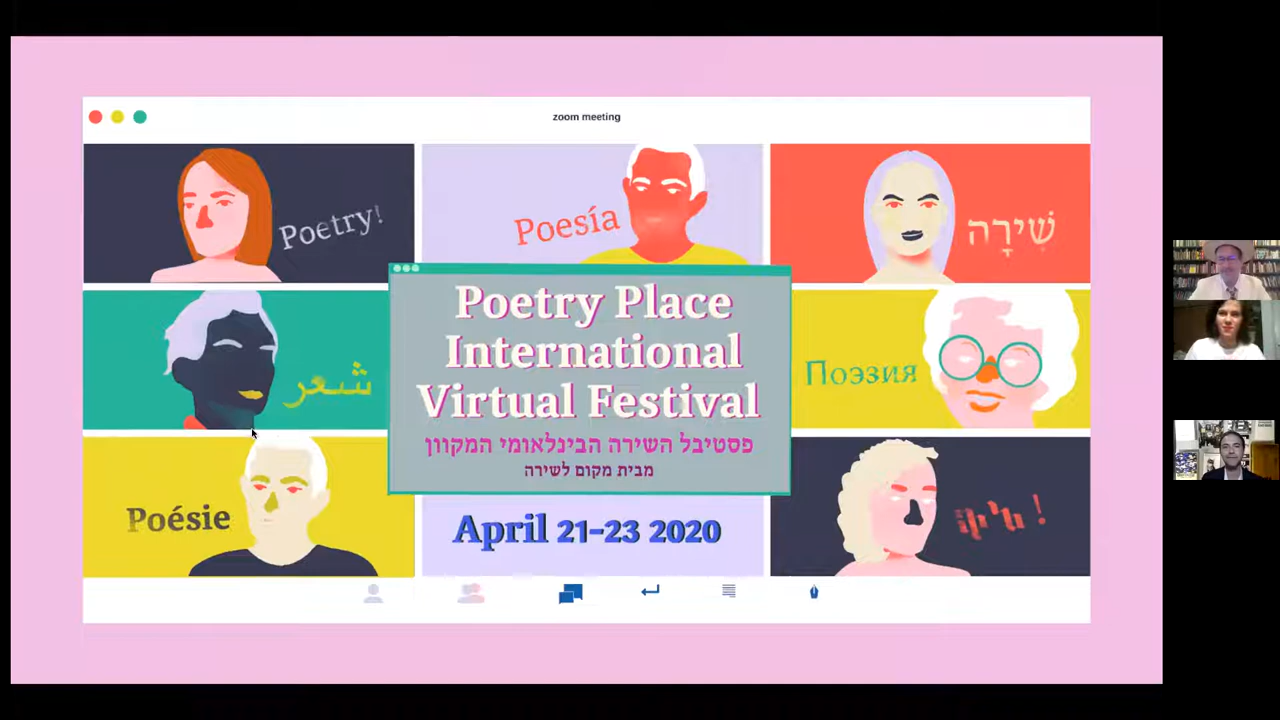 zoom meeting
Poetry!
Poesía
שִׁירָה
Poetry Place
International
Virtual Festival
פסטיבל השירה הבינלאומי המקוון
מבית מקום לשירה
شعر
Поэзия
Poésie
April 21-23 2020